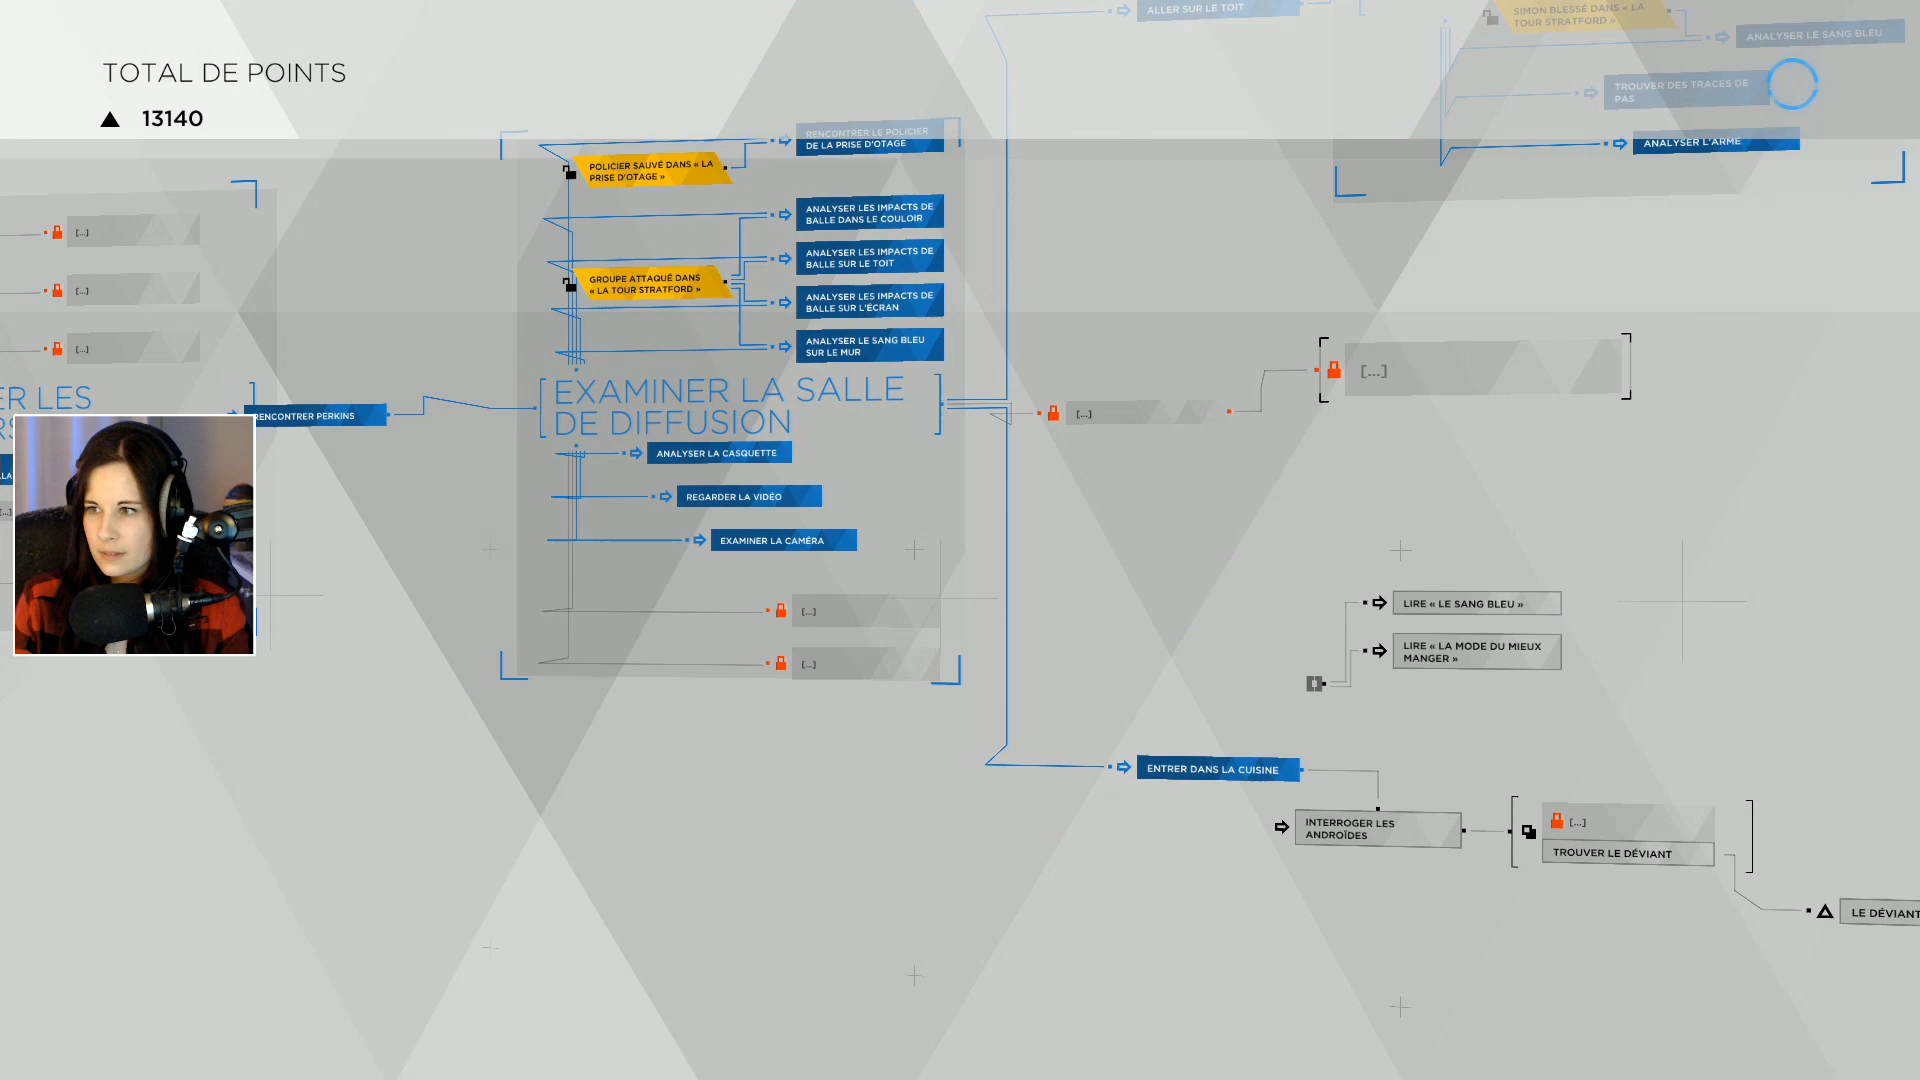 TOTAL DE POINTS
13140
ALLER SUR LE TOIT
SIMON BLESSÉ DANS « LA
TOUR STRATFORD »
ANALYSER LE SANG BLEU
TROUVER DES TRACES DE
PAS
ANALYSER L'ARME
RENCONTRER LE POLICIER
DE LA PRISE D'OTAGE
POLICIER SAUVÉ DANS « LA
PRISE D'OTAGE »
ANALYSER LES IMPACTS DE
BALLE DANS LE COULOIR
ANALYSER LES IMPACTS DE
BALLE SUR LE TOIT
GROUPE ATTAQUÉ DANS
« LA TOUR STRATFORD »
ANALYSER LES IMPACTS DE
BALLE SUR L'ÉCRAN
ANALYSER LE SANG BLEU
SUR LE MUR
[...]
[...]
[...]
ER LES
RENCONTRER PERKINS
EXAMINER LA SALLE
DE DIFFUSION
[...]
[...]
ANALYSER LA CASQUETTE
REGARDER LA VIDÉO
EXAMINER LA CAMÉRA
[...]
[...]
LIRE « LE SANG BLEU »
LIRE « LA MODE DU MIEUX
MANGER »
ENTRER DANS LA CUISINE
INTERROGER LES
ANDROÏDES
[...]
TROUVER LE DÉVIANT
LE DÉVIANT